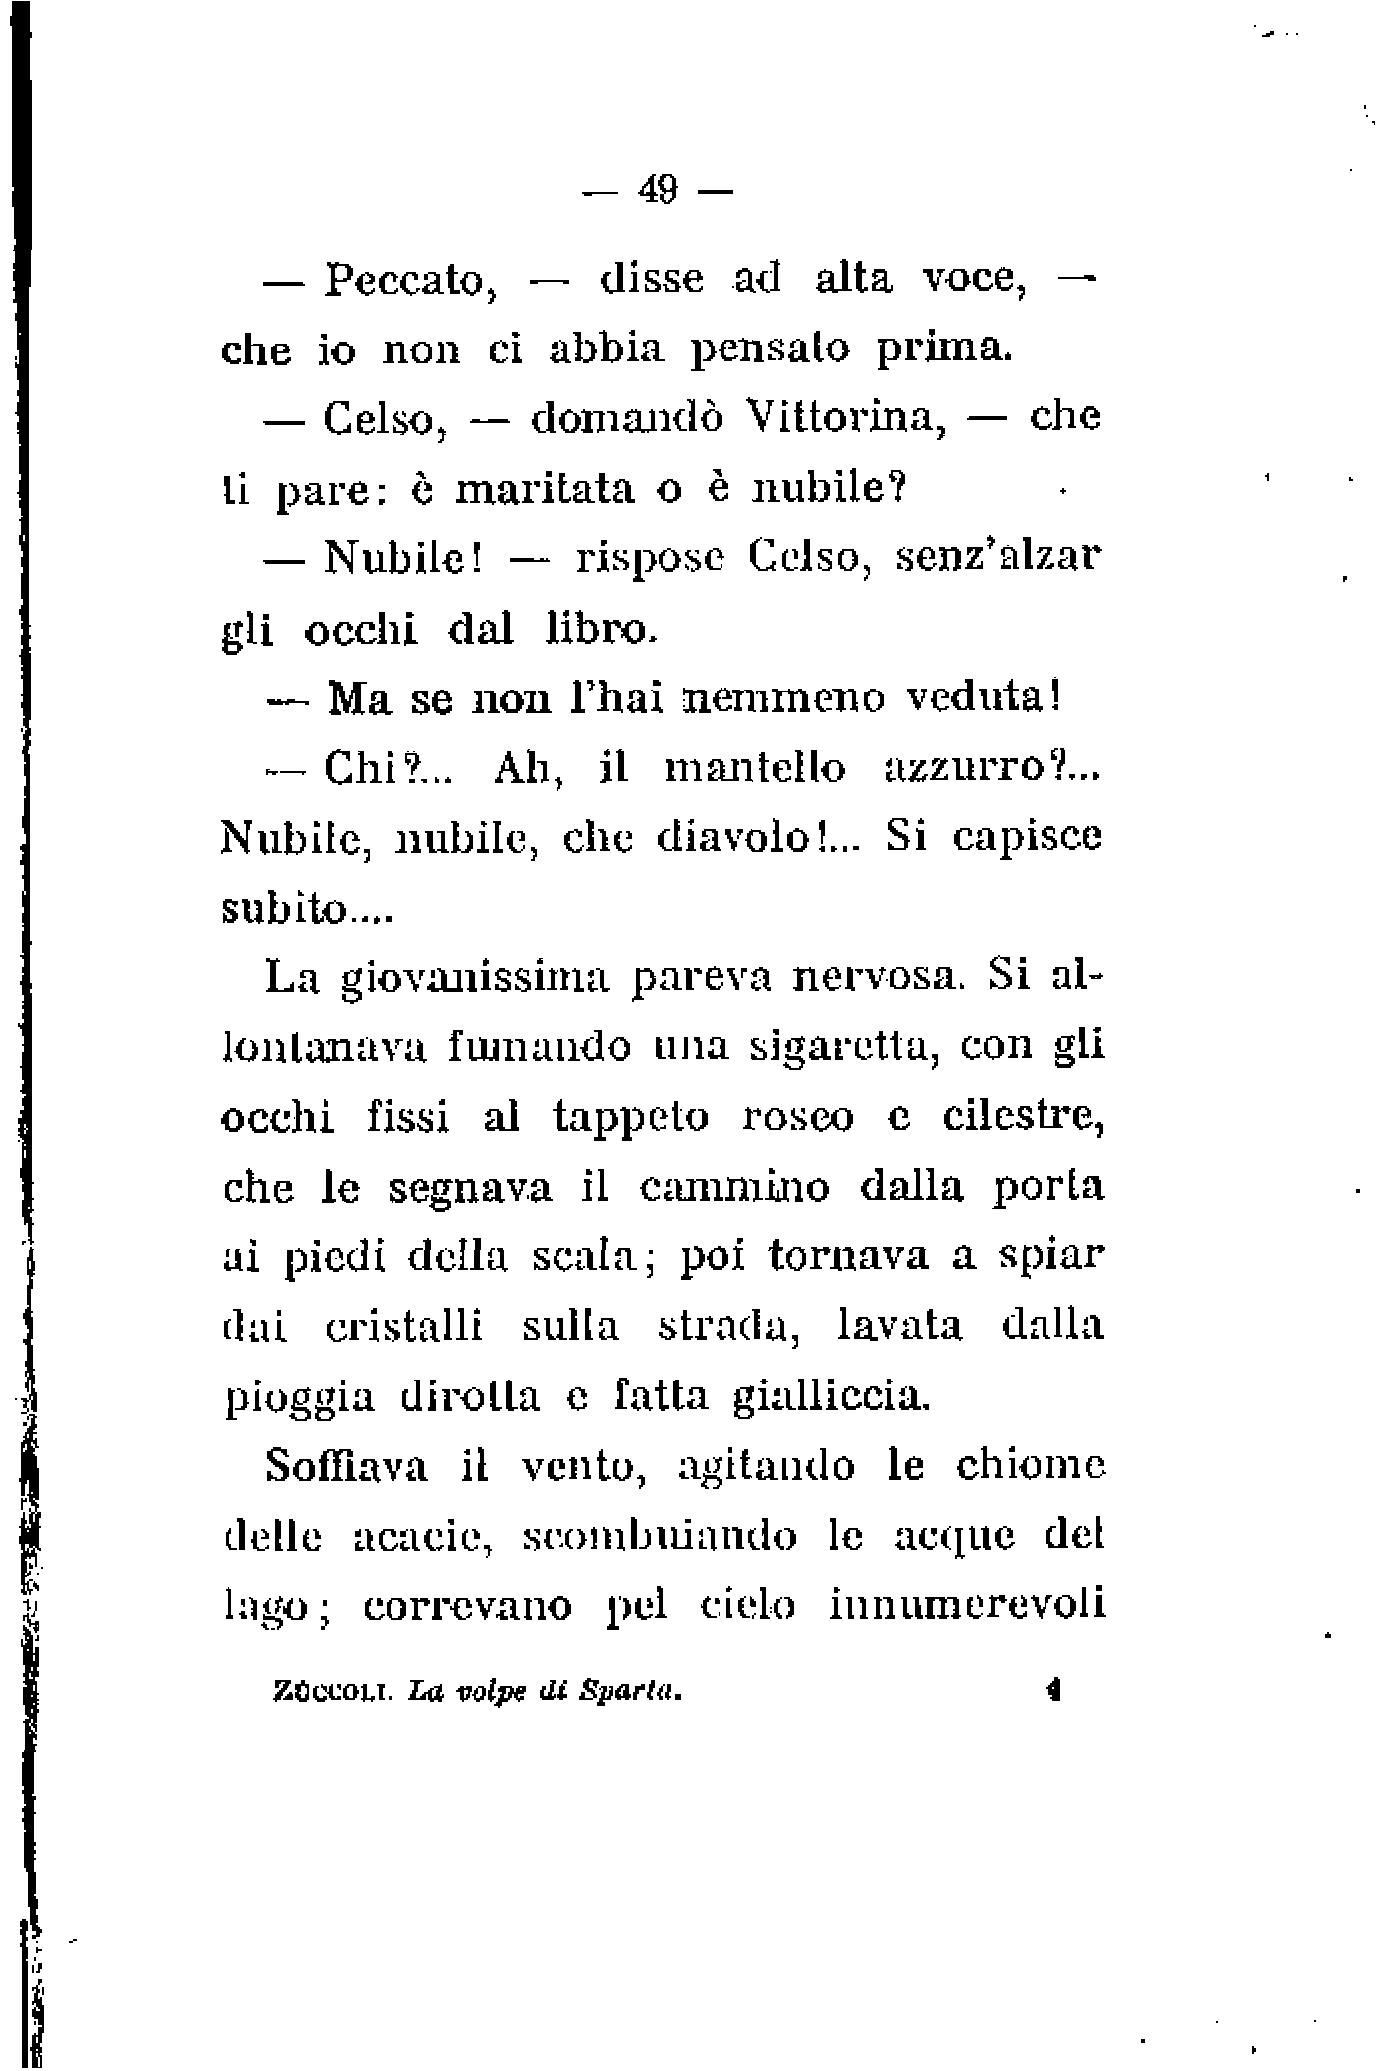 — 49 —
— Peccato, — disse ad alta voce, —
che io non ci abbia pensato prima.
— Celso, — domandò Vittorina, — che
ti pare: è maritata o è nubile?
— Nubile! — rispose Celso, senz'alzar
gli occhi dal libro.
— Ma se non l'hai nemmeno veduta!
— Chi?... Ah, il mantello azzurro?...
Nubile, nubile, che diavolo!... Si capisce
subito....
La giovanissima pareva nervosa. Si al-
lontanava fumando una sigaretta, con gli
occhi fissi al tappeto roseo e cilestre,
che le segnava il cammino dalla porta
ai piedi della scala; poi tornava a spiar
dai cristalli sulla strada, lavata dalla
pioggia dirotta e fatta gialliccia.
Soffiava il vento, agitando le chiome
delle acacie, scombuiando le acque del
lago; correvano pel cielo innumerevoli
ZÙCCOLI. La volpe di Sparta. 4